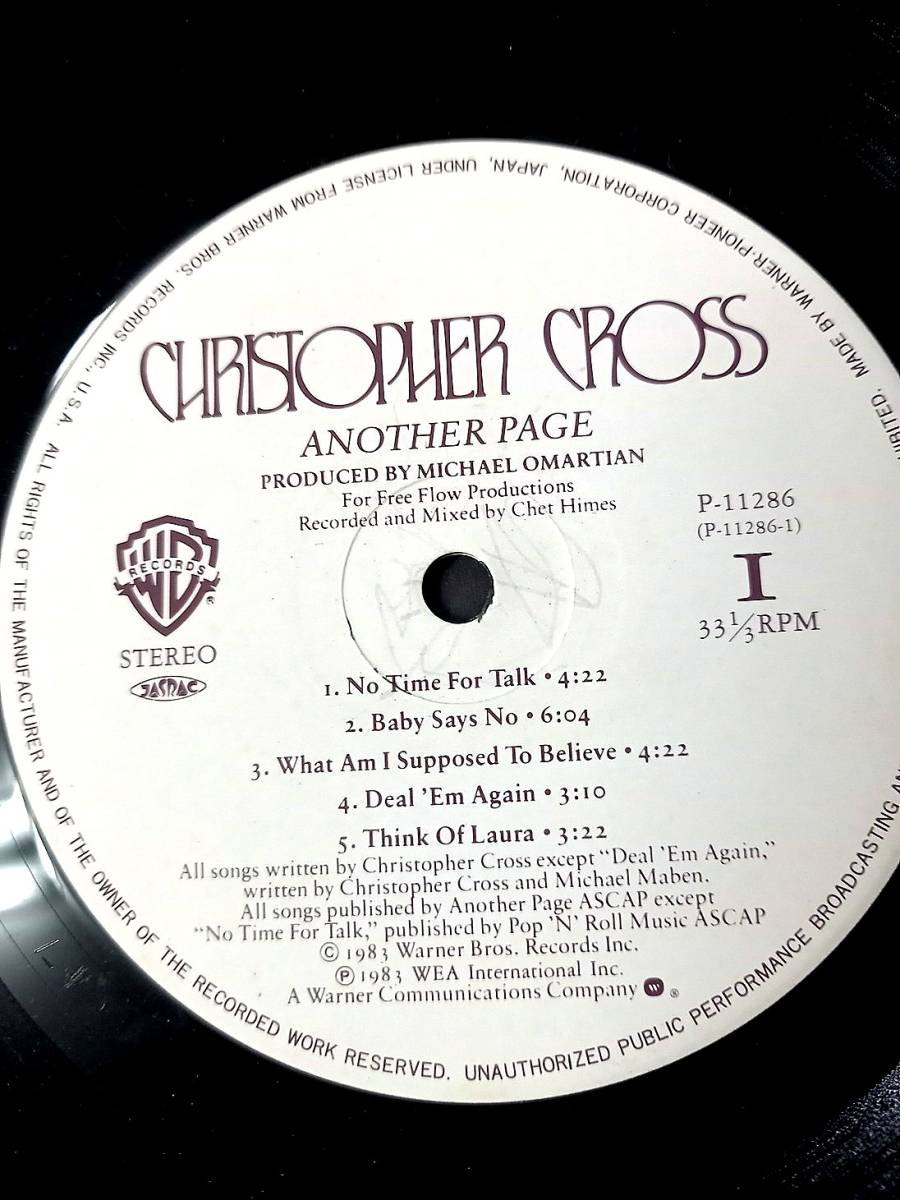 CHRISTOPHER CROSS
ANOTHER PAGE
PRODUCED BY MICHAEL OMARTIAN
For Free Flow Productions
Recorded and Mixed by Chet Himes
P-11286
(P-11286-1)
I
33 1/3 RPM
WB
RECORDS
®
STEREO
JASRAC
1. No Time For Talk • 4:22
2. Baby Says No • 6:04
3. What Am I Supposed To Believe • 4:22
4. Deal 'Em Again • 3:10
5. Think Of Laura • 3:22
All songs written by Christopher Cross except “Deal ’Em Again,”
written by Christopher Cross and Michael Maben.
All songs published by Another Page ASCAP except
“No Time For Talk,” published by Pop ’N’ Roll Music ASCAP
© 1983 Warner Bros. Records Inc.
℗ 1983 WEA International Inc.
A Warner Communications Company ®
MADE BY WARNER-PIONEER CORPORATION, JAPAN, UNDER LICENSE FROM WARNER BROS. RECORDS INC., U.S.A. ALL RIGHTS OF THE MANUFACTURER AND OF THE OWNER OF THE RECORDED WORK RESERVED. UNAUTHORIZED PUBLIC PERFORMANCE BROADCASTING